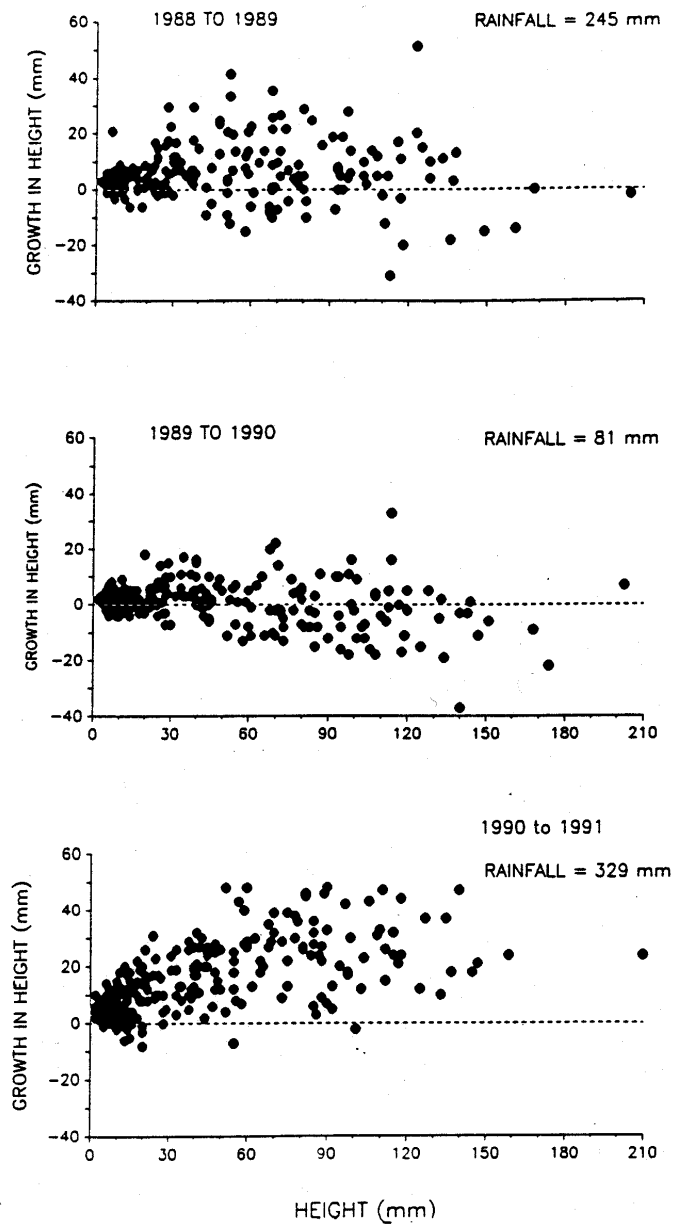 1988 TO 1989 RAINFALL = 245 mm
60
40
20
0
-20
-40
GROWTH IN HEIGHT (mm)
1989 TO 1990 RAINFALL = 81 mm
60
40
20
0
-20
-40
GROWTH IN HEIGHT (mm)
0 30 60 90 120 150 180 210
1990 to 1991
RAINFALL = 329 mm
60
40
20
0
-20
-40
GROWTH IN HEIGHT (mm)
0 30 60 90 120 150 180 210
HEIGHT (mm)